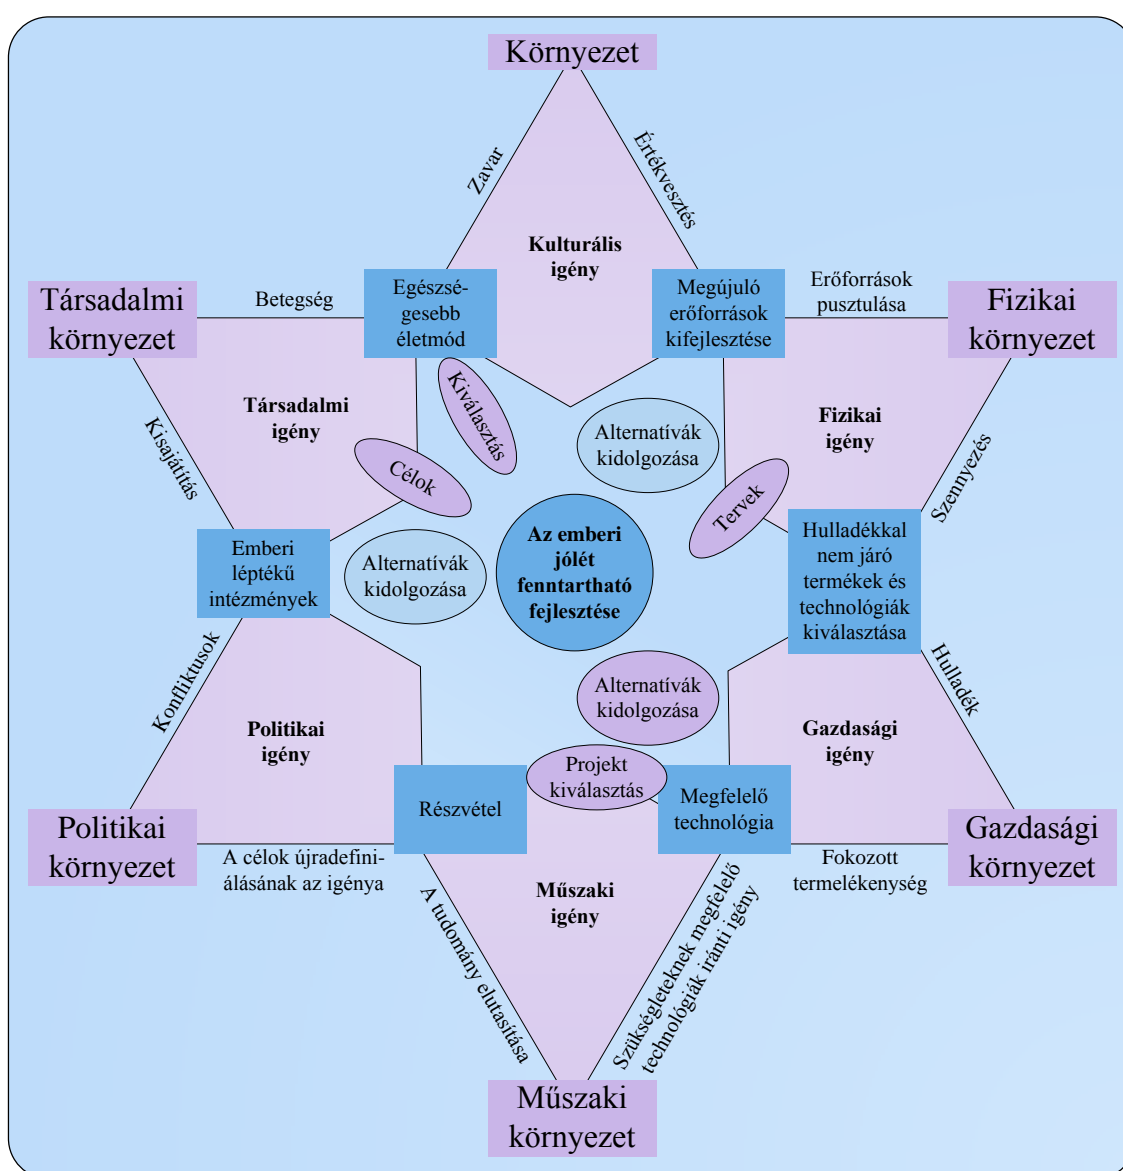 Környezet
Zavar
Értékvesztés
Kulturális
igény
Társadalmi
környezet
Betegség
Egészsé-
gesebb
életmód
Megújuló
erőforrások
kifejlesztése
Erőforrások
pusztulása
Fizikai
környezet
Társadalmi
igény
Kiválasztás
Alternatívák
kidolgozása
Fizikai
igény
Kisajátítás
Célok
Tervek
Szennyezés
Emberi
léptékű
intézmények
Alternatívák
kidolgozása
Az emberi
jólét
fenntartható
fejlesztése
Hulladékkal
nem járó
termékek és
technológiák
kiválasztása
Konfliktusok
Politikai
igény
Alternatívák
kidolgozása
Gazdasági
igény
Hulladék
Projekt
kiválasztás
Részvétel
Megfelelő
technológia
Politikai
környezet
A célok újradefini-
álásának az igénya
Műszaki
igény
Fokozott
termelékenység
Gazdasági
környezet
A tudomány elutasítása
Szükségleteknek megfelelő
technológiák iránti igény
Műszaki
környezet